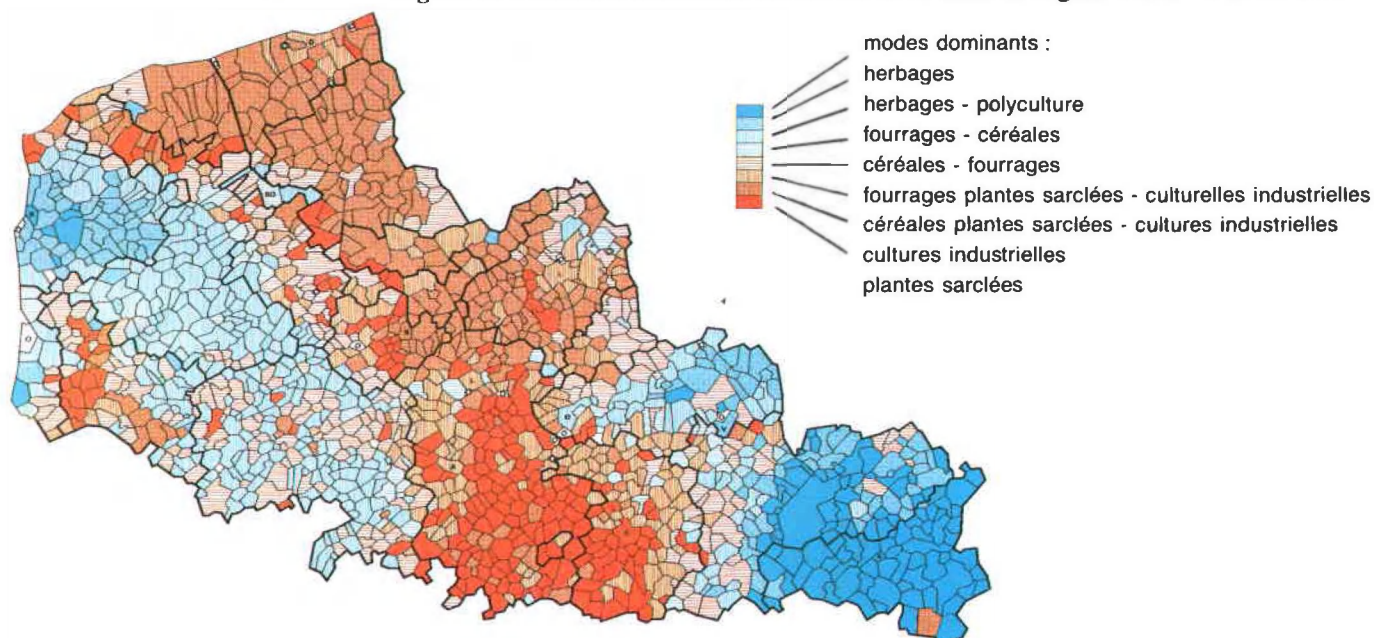 modes dominants :
herbages
herbages - polyculture
fourrages - céréales
céréales - fourrages
fourrages plantes sarclées - culturelles industrielles
céréales plantes sarclées - cultures industrielles
cultures industrielles
plantes sarclées